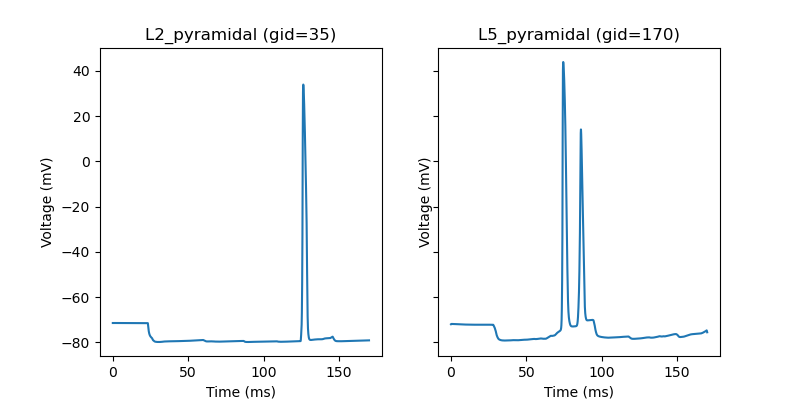 L2_pyramidal (gid=35)
Voltage (mV)
40
20
0
−20
−40
−60
−80
0 50 100 150
Time (ms)
L5_pyramidal (gid=170)
Voltage (mV)
0 50 100 150
Time (ms)